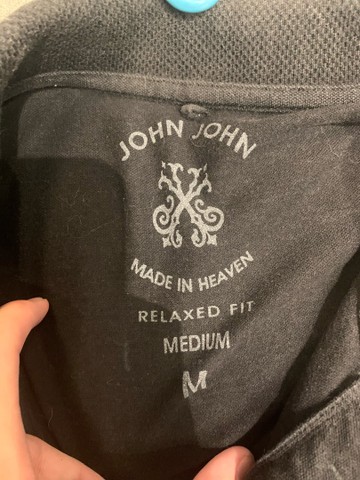 JOHN JOHN
MADE IN HEAVEN
RELAXED FIT
MEDIUM
M